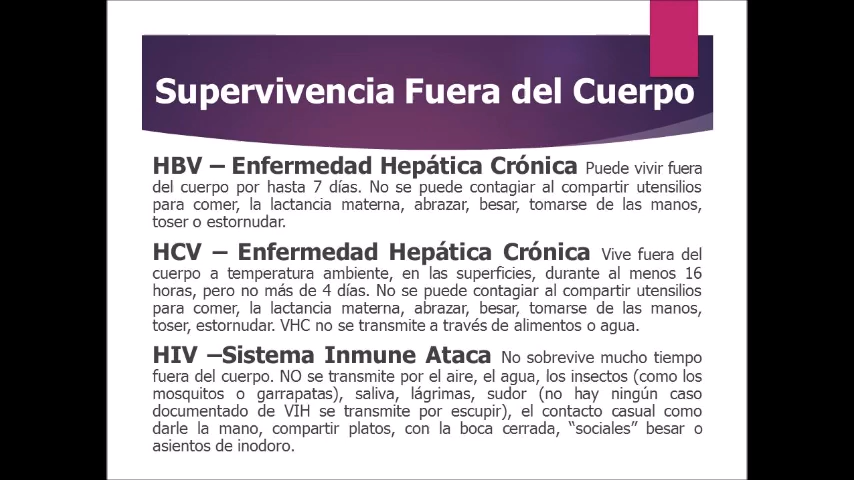 Supervivencia Fuera del Cuerpo
HBV – Enfermedad Hepática Crónica Puede vivir fuera
del cuerpo por hasta 7 días. No se puede contagiar al compartir utensilios
para comer, la lactancia materna, abrazar, besar, tomarse de las manos,
toser o estornudar.
HCV – Enfermedad Hepática Crónica Vive fuera del
cuerpo a temperatura ambiente, en las superficies, durante al menos 16
horas, pero no más de 4 días. No se puede contagiar al compartir utensilios
para comer, la lactancia materna, abrazar, besar, tomarse de las manos,
toser, estornudar. VHC no se transmite a través de alimentos o agua.
HIV –Sistema Inmune Ataca No sobrevive mucho tiempo
fuera del cuerpo. NO se transmite por el aire, el agua, los insectos (como los
mosquitos o garrapatas), saliva, lágrimas, sudor (no hay ningún caso
documentado de VIH se transmite por escupir), el contacto casual como
darle la mano, compartir platos, con la boca cerrada, “sociales” besar o
asientos de inodoro.